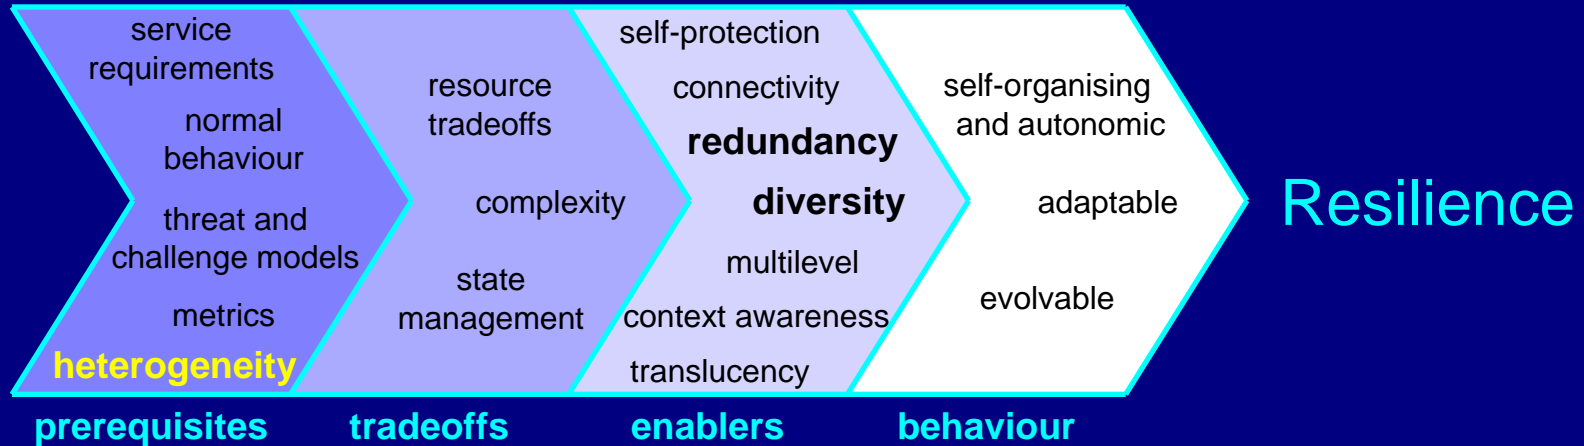 service
requirements
normal
behaviour
threat and
challenge models
metrics
heterogeneity
resource
tradeoffs
complexity
state
management
self-protection
connectivity
redundancy
diversity
multilevel
context awareness
translucency
self-organising
and autonomic
adaptable
evolvable
Resilience
prerequisites
tradeoffs
enablers
behaviour